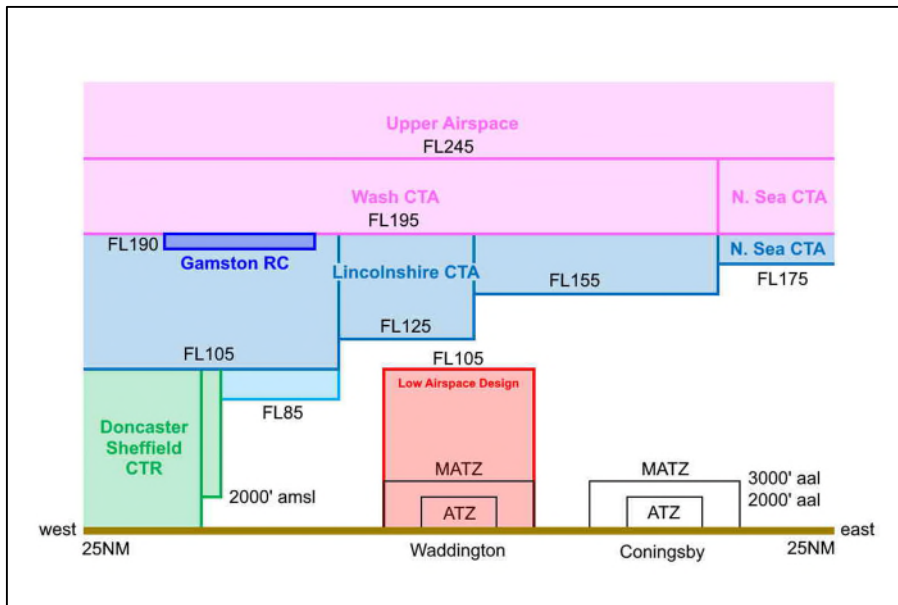 Upper Airspace
FL245
Wash CTA
FL195
N. Sea CTA
FL190
Gamston RC
Lincolnshire CTA
N. Sea CTA
FL155
FL175
FL125
FL105
FL105
Low Airspace Design
FL85
Doncaster
Sheffield
CTR
MATZ
MATZ
3000' aal
2000' amsl
2000' aal
ATZ
ATZ
west
east
25NM
Waddington
Coningsby
25NM